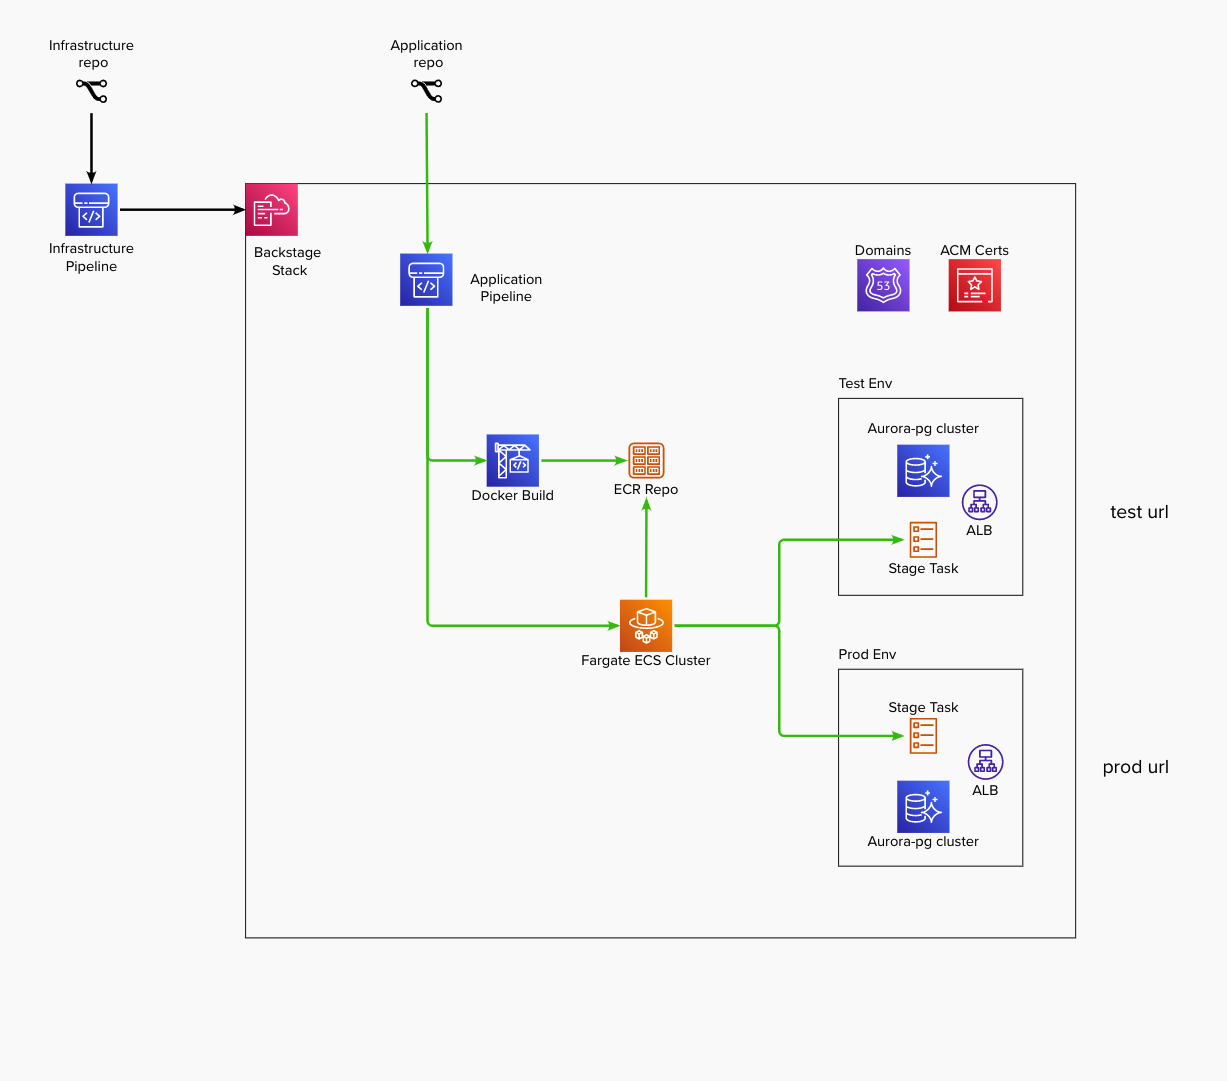 Infrastructure
repo
Application
repo
Infrastructure
Pipeline
Backstage
Stack
Application
Pipeline
Domains
53
ACM Certs
Test Env
Aurora-pg cluster
ALB
Stage Task
test url
Docker Build
ECR Repo
Fargate ECS Cluster
Prod Env
Stage Task
ALB
Aurora-pg cluster
prod url